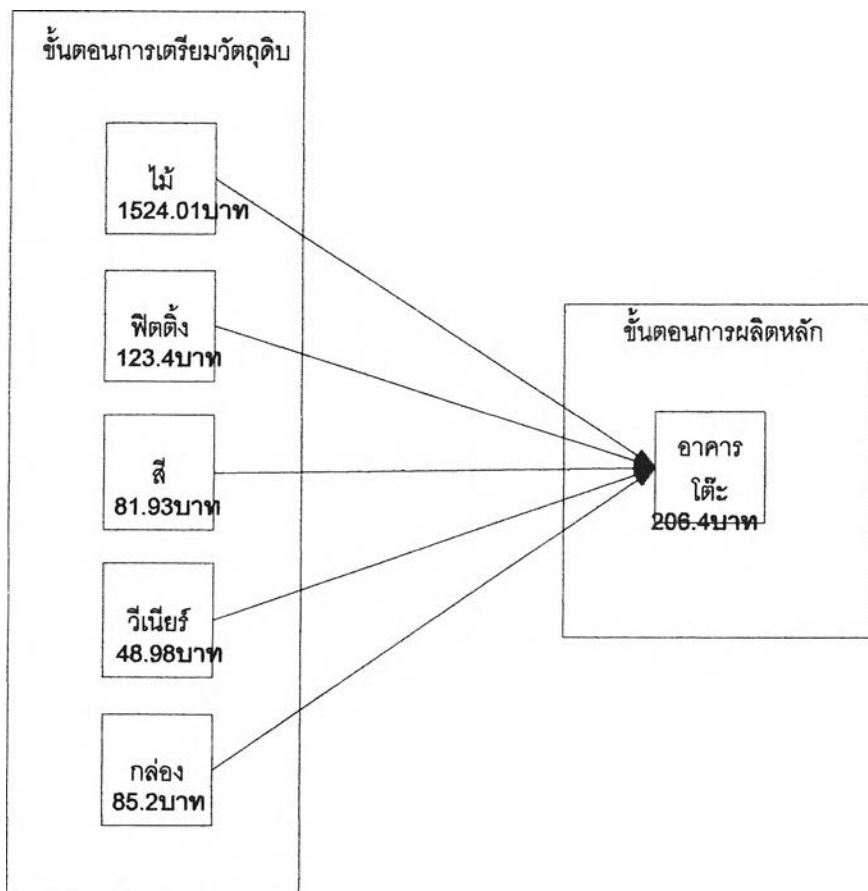 ขั้นตอนการเตรียมวัตถุดิบ
ไม้
1524.01บาท
ฟิตติ้ง
123.4บาท
สี
81.93บาท
วีเนียร์
48.98บาท
กล่อง
85.2บาท
ขั้นตอนการผลิตหลัก
อาคาร
โต๊ะ
206.4บาท